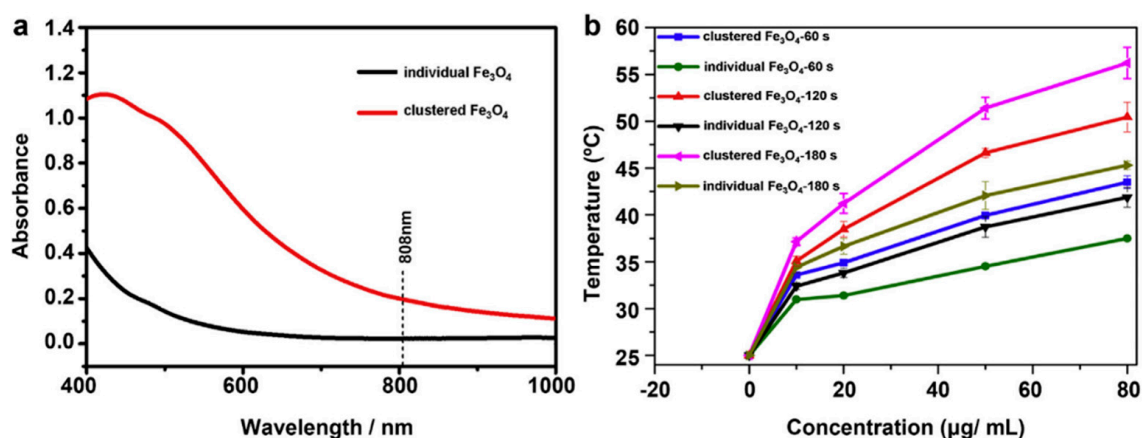 a
1.4
1.2
1.0
0.8
0.6
0.4
0.2
0.0
Absorbance
individual Fe₃O₄
clustered Fe₃O₄
808nm
400
600
800
1000
Wavelength / nm
b
60
55
50
45
40
35
30
25
Temperature (ºC)
clustered Fe₃O₄-60 s
individual Fe₃O₄-60 s
clustered Fe₃O₄-120 s
individual Fe₃O₄-120 s
clustered Fe₃O₄-180 s
individual Fe₃O₄-180 s
-20
0
20
40
60
80
Concentration (µg/ mL)